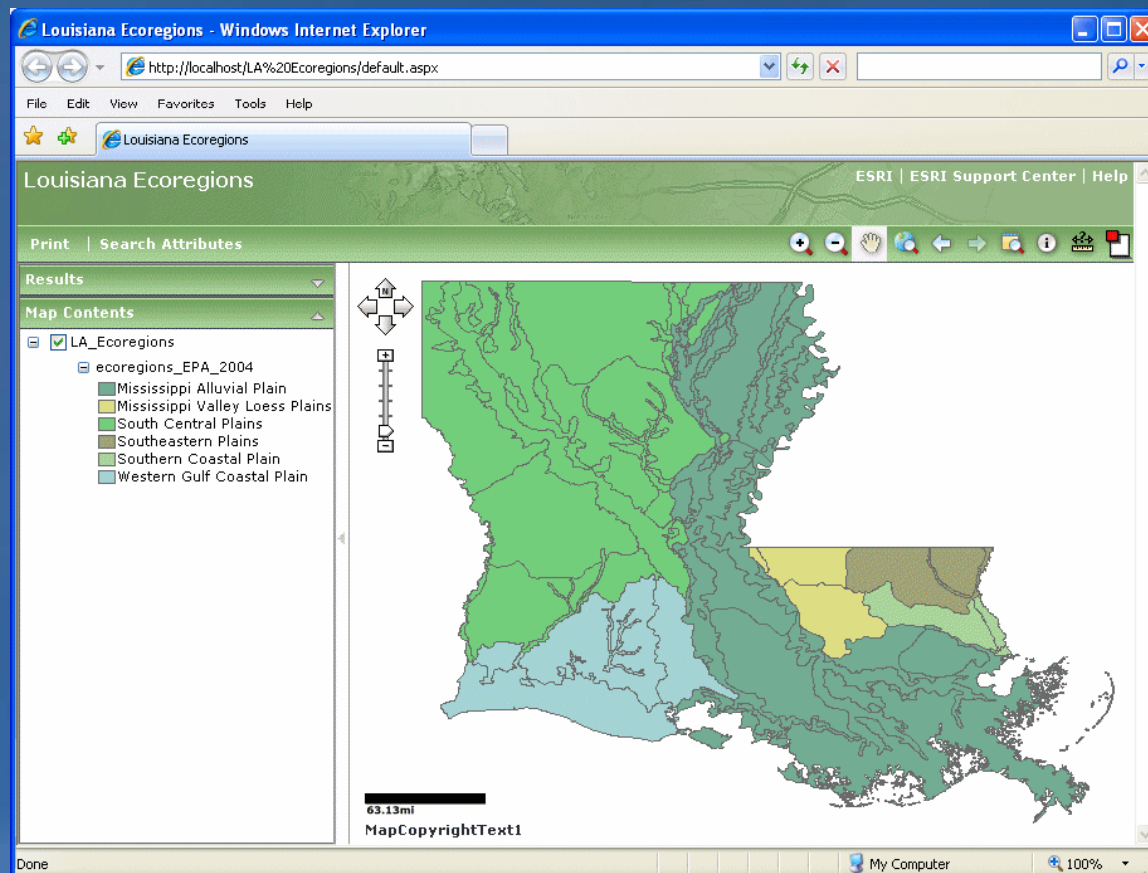 Louisiana Ecoregions - Windows Internet Explorer
http://localhost/LA%20Ecoregions/default.aspx
File Edit View Favorites Tools Help
Louisiana Ecoregions
Louisiana Ecoregions
ESRI | ESRI Support Center | Help
Print | Search Attributes
Results
Map Contents
LA_Ecoregions
ecoregions_EPA_2004
Mississippi Alluvial Plain
Mississippi Valley Loess Plains
South Central Plains
Southeastern Plains
Southern Coastal Plain
Western Gulf Coastal Plain
N
63.13mi
MapCopyrightText1
Done
My Computer
100%